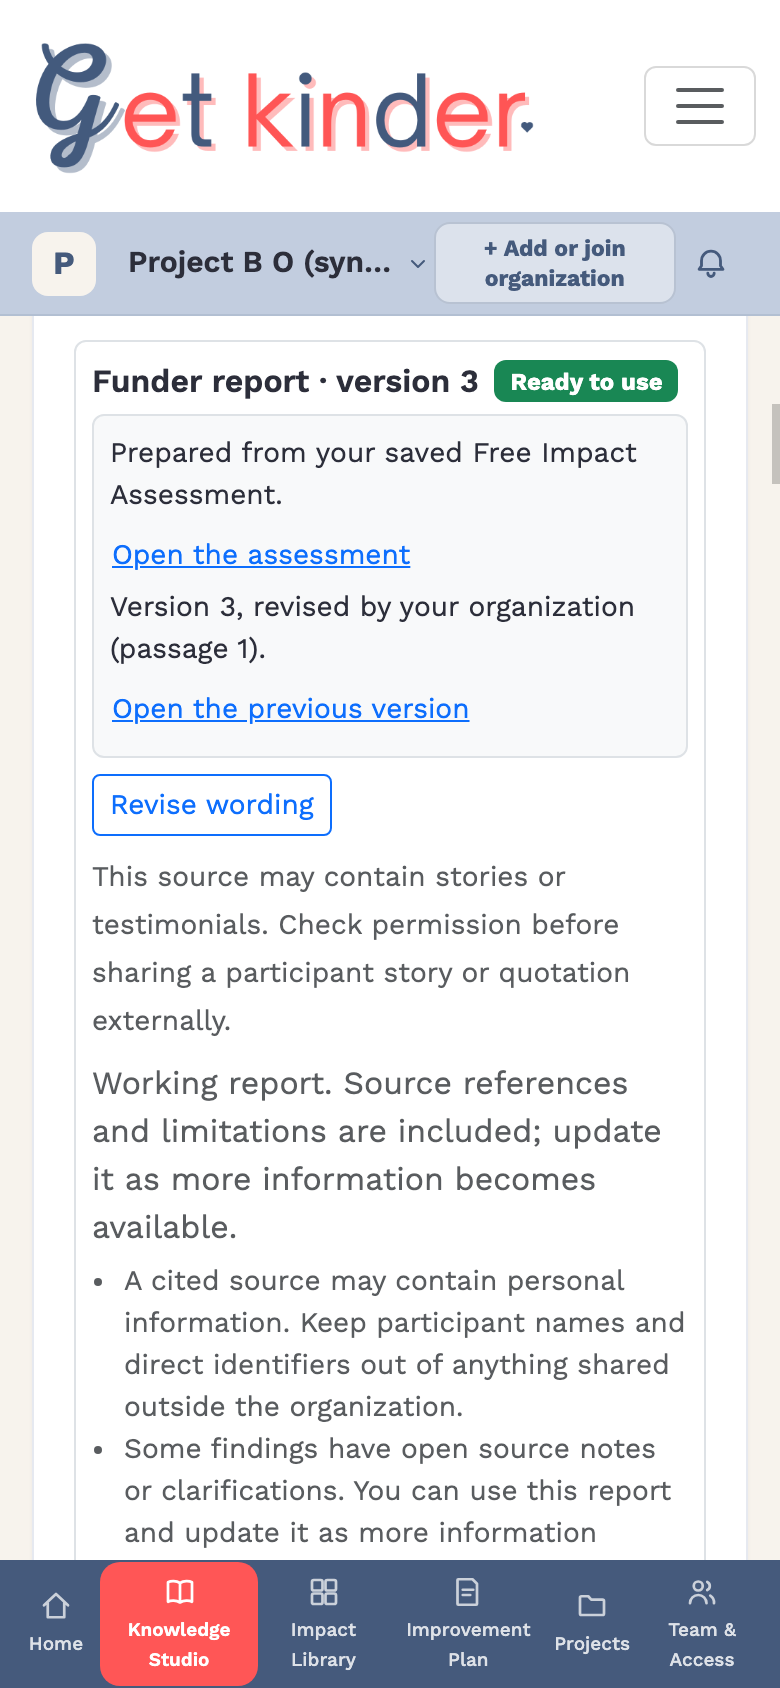 Get kinder
P
Project B O (syn...
+ Add or join
organization
Funder report · version 3
Ready to use
Prepared from your saved Free Impact
Assessment.
Open the assessment
Version 3, revised by your organization
(passage 1).
Open the previous version
Revise wording
This source may contain stories or
testimonials. Check permission before
sharing a participant story or quotation
externally.
Working report. Source references
and limitations are included; update
it as more information becomes
available.
• A cited source may contain personal
information. Keep participant names and
direct identifiers out of anything shared
outside the organization.
• Some findings have open source notes
or clarifications. You can use this report
and update it as more information
Home
Knowledge
Studio
Impact
Library
Improvement
Plan
Projects
Team &
Access